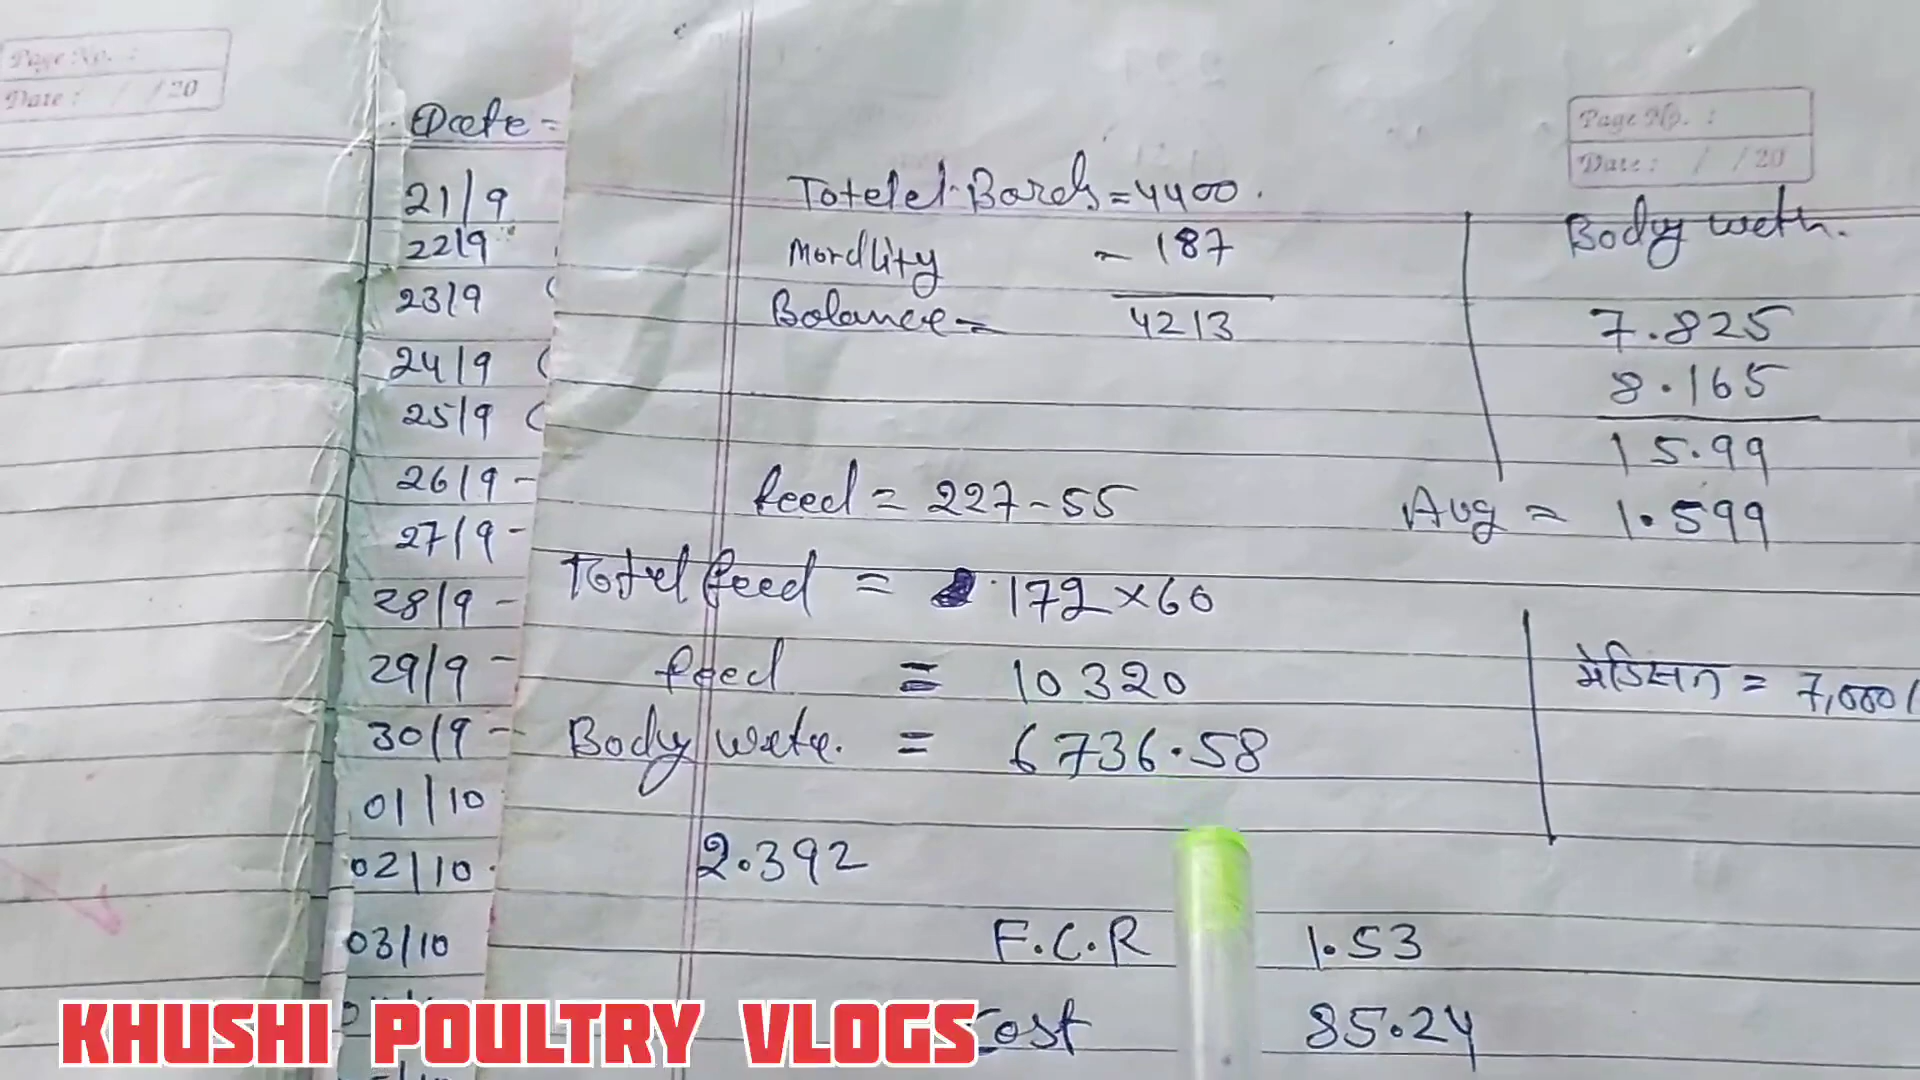 Page No. :
Date : / /20
Date =
21/9
22/9
23/9
24/9
25/9
26/9 -
27/9 -
28/9 -
29/9 -
30/9 -
01/10
02/10
03/10
Totelel Bords = 4400
Mordlity - 187
Bolance = 4213
feed = 227-55
Totel feed = 172x60
feed = 10320
Body wete. = 6736.58
2.392
F.C.R 1.53
Cost 85.24
Page No. :
Date : / /20
Body weth.
7.825
8.165
15.99
Avg = 1.599
मेडिसन = 7,000/
KHUSHI POULTRY VLOGS